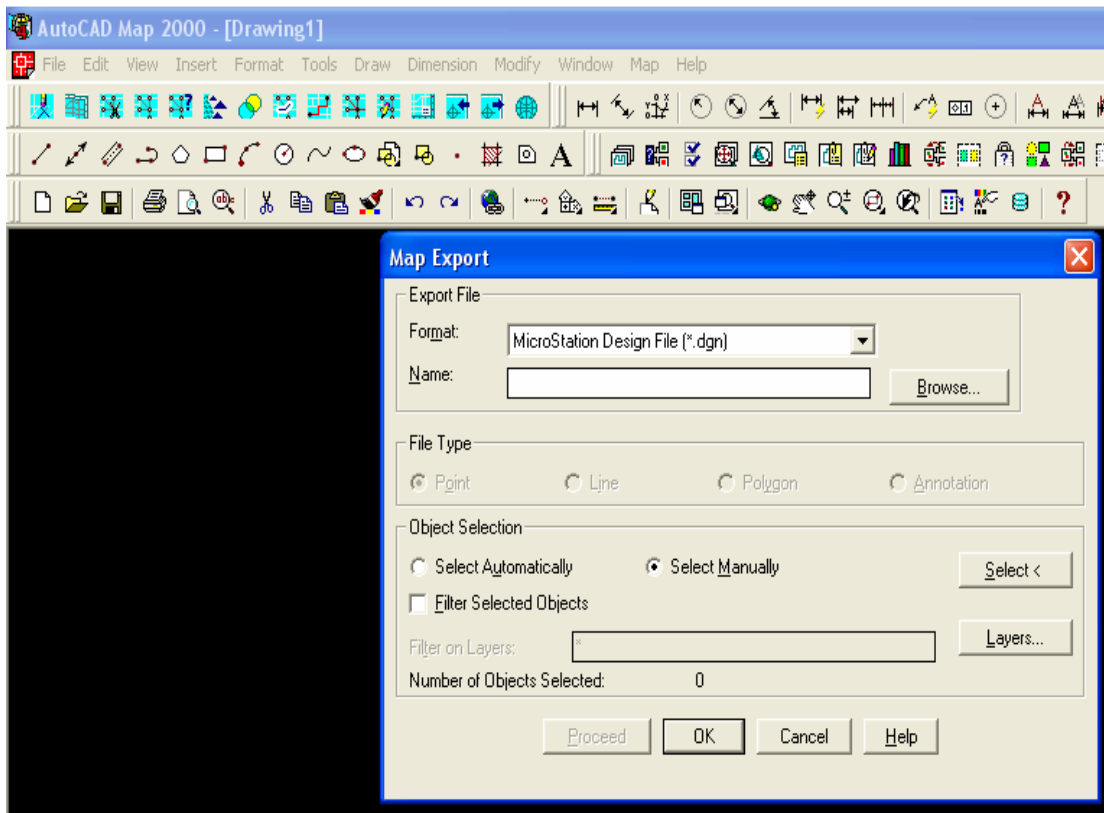 AutoCAD Map 2000 - [Drawing1]
File Edit View Insert Format Tools Draw Dimension Modify Window Map Help
A
?
Map Export
Export File
Format: MicroStation Design File (*.dgn)
Name:
Browse...
File Type
Point Line Polygon Annotation
Object Selection
Select Automatically Select Manually Select <
Filter Selected Objects
Filter on Layers: * Layers...
Number of Objects Selected: 0
Proceed OK Cancel Help